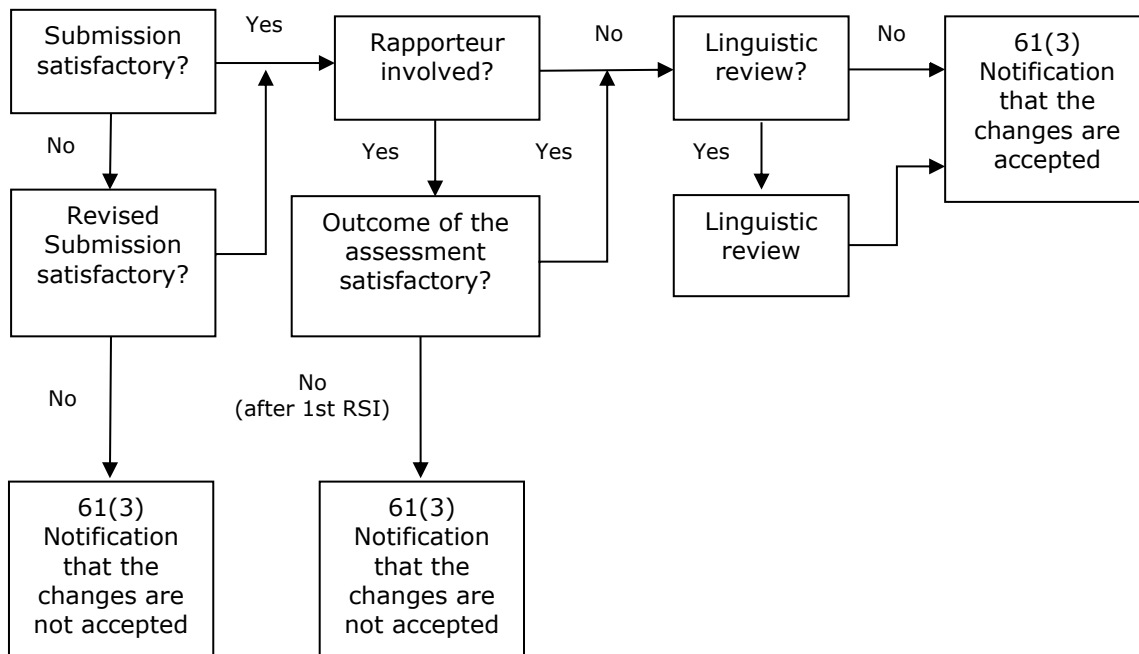 Submission
satisfactory?
Yes
Rapporteur
involved?
No
Linguistic
review?
No
61(3)
Notification
that the
changes are
accepted
No
Yes
Yes
Yes
Revised
Submission
satisfactory?
Outcome of the
assessment
satisfactory?
Linguistic
review
No
No
(after 1st RSI)
61(3)
Notification
that the
changes are
not accepted
61(3)
Notification
that the
changes are
not accepted